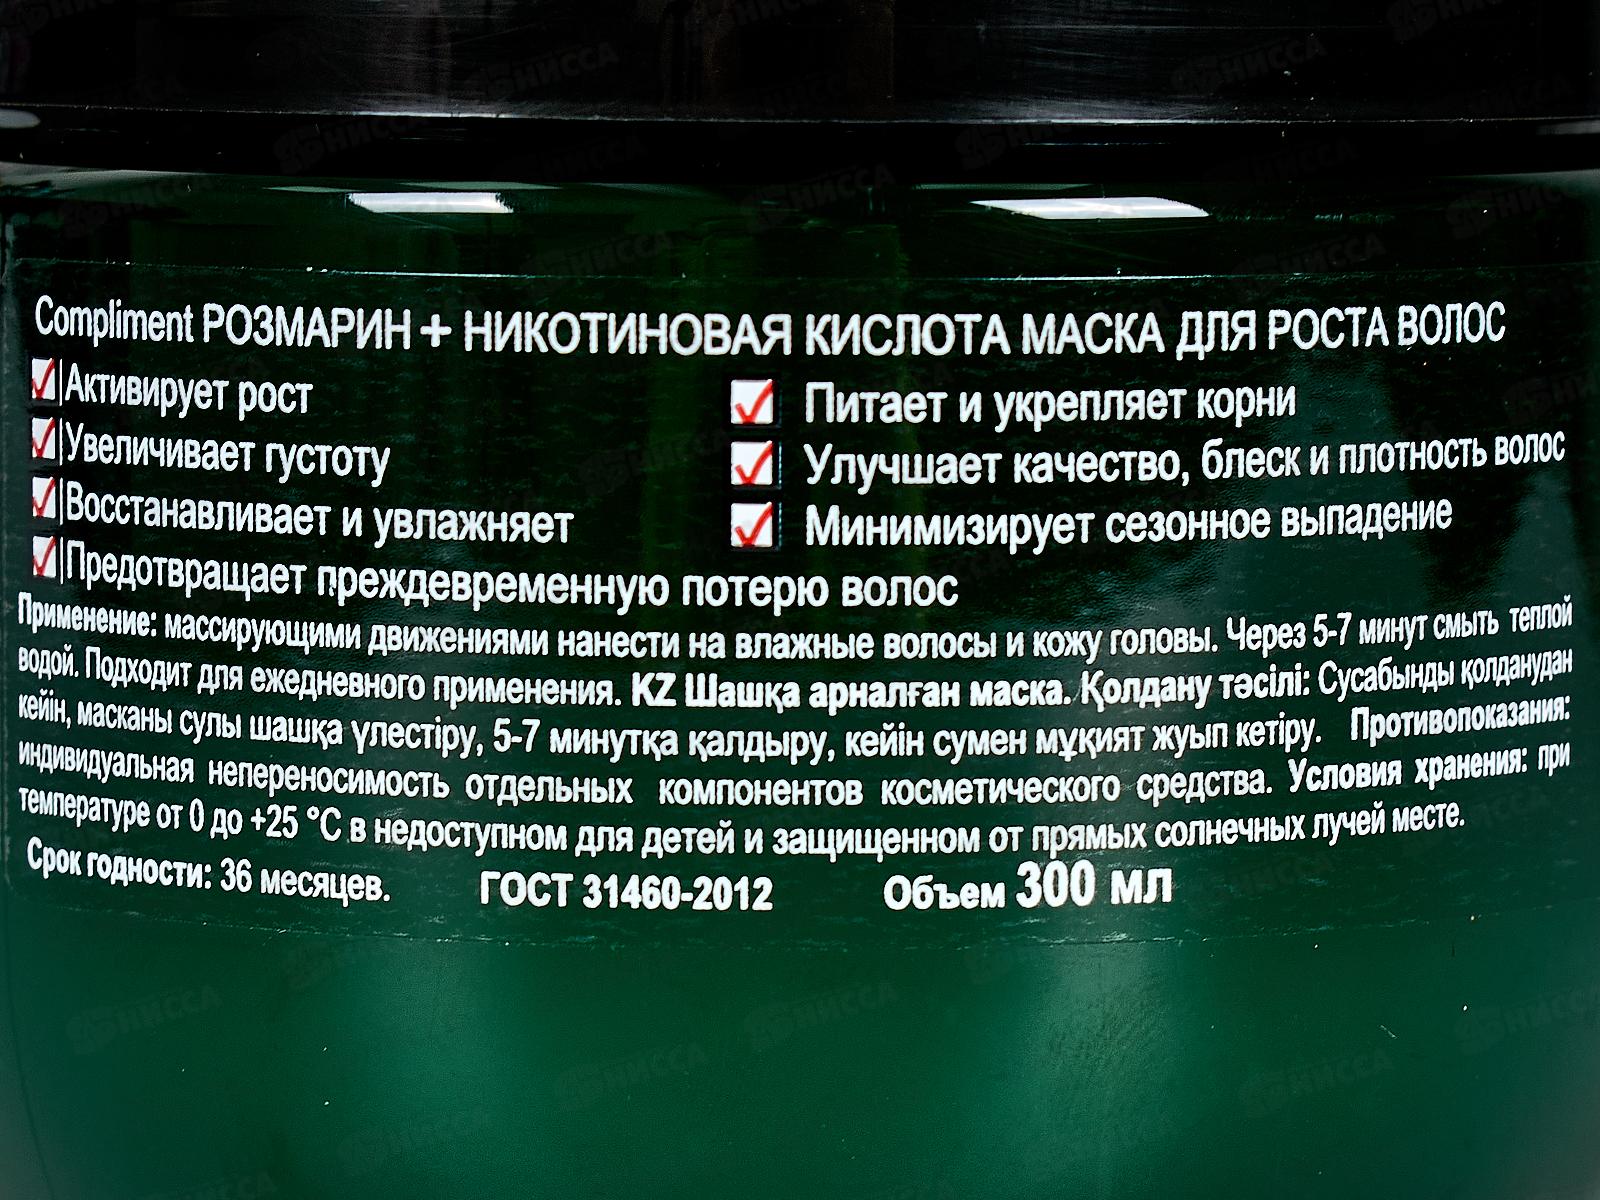 Compliment РОЗМАРИН + НИКОТИНОВАЯ КИСЛОТА МАСКА ДЛЯ РОСТА ВОЛОС
Активирует рост
Увеличивает густоту
Восстанавливает и увлажняет
Предотвращает преждевременную потерю волос
Питает и укрепляет корни
Улучшает качество, блеск и плотность волос
Минимизирует сезонное выпадение
Применение: массирующими движениями нанести на влажные волосы и кожу головы. Через 5-7 минут смыть теплой
водой. Подходит для ежедневного применения. KZ Шашқа арналған маска. Қолдану тәсілі: Сусабынды қолданудан
кейін, масканы сулы шашқа үлестіру, 5-7 минутқа қалдыру, кейін сумен мұқият жуып кетіру. Противопоказания:
индивидуальная непереносимость отдельных компонентов косметического средства. Условия хранения: при
температуре от 0 до +25 °C в недоступном для детей и защищенном от прямых солнечных лучей месте.
Срок годности: 36 месяцев. ГОСТ 31460-2012 Объем 300 мл